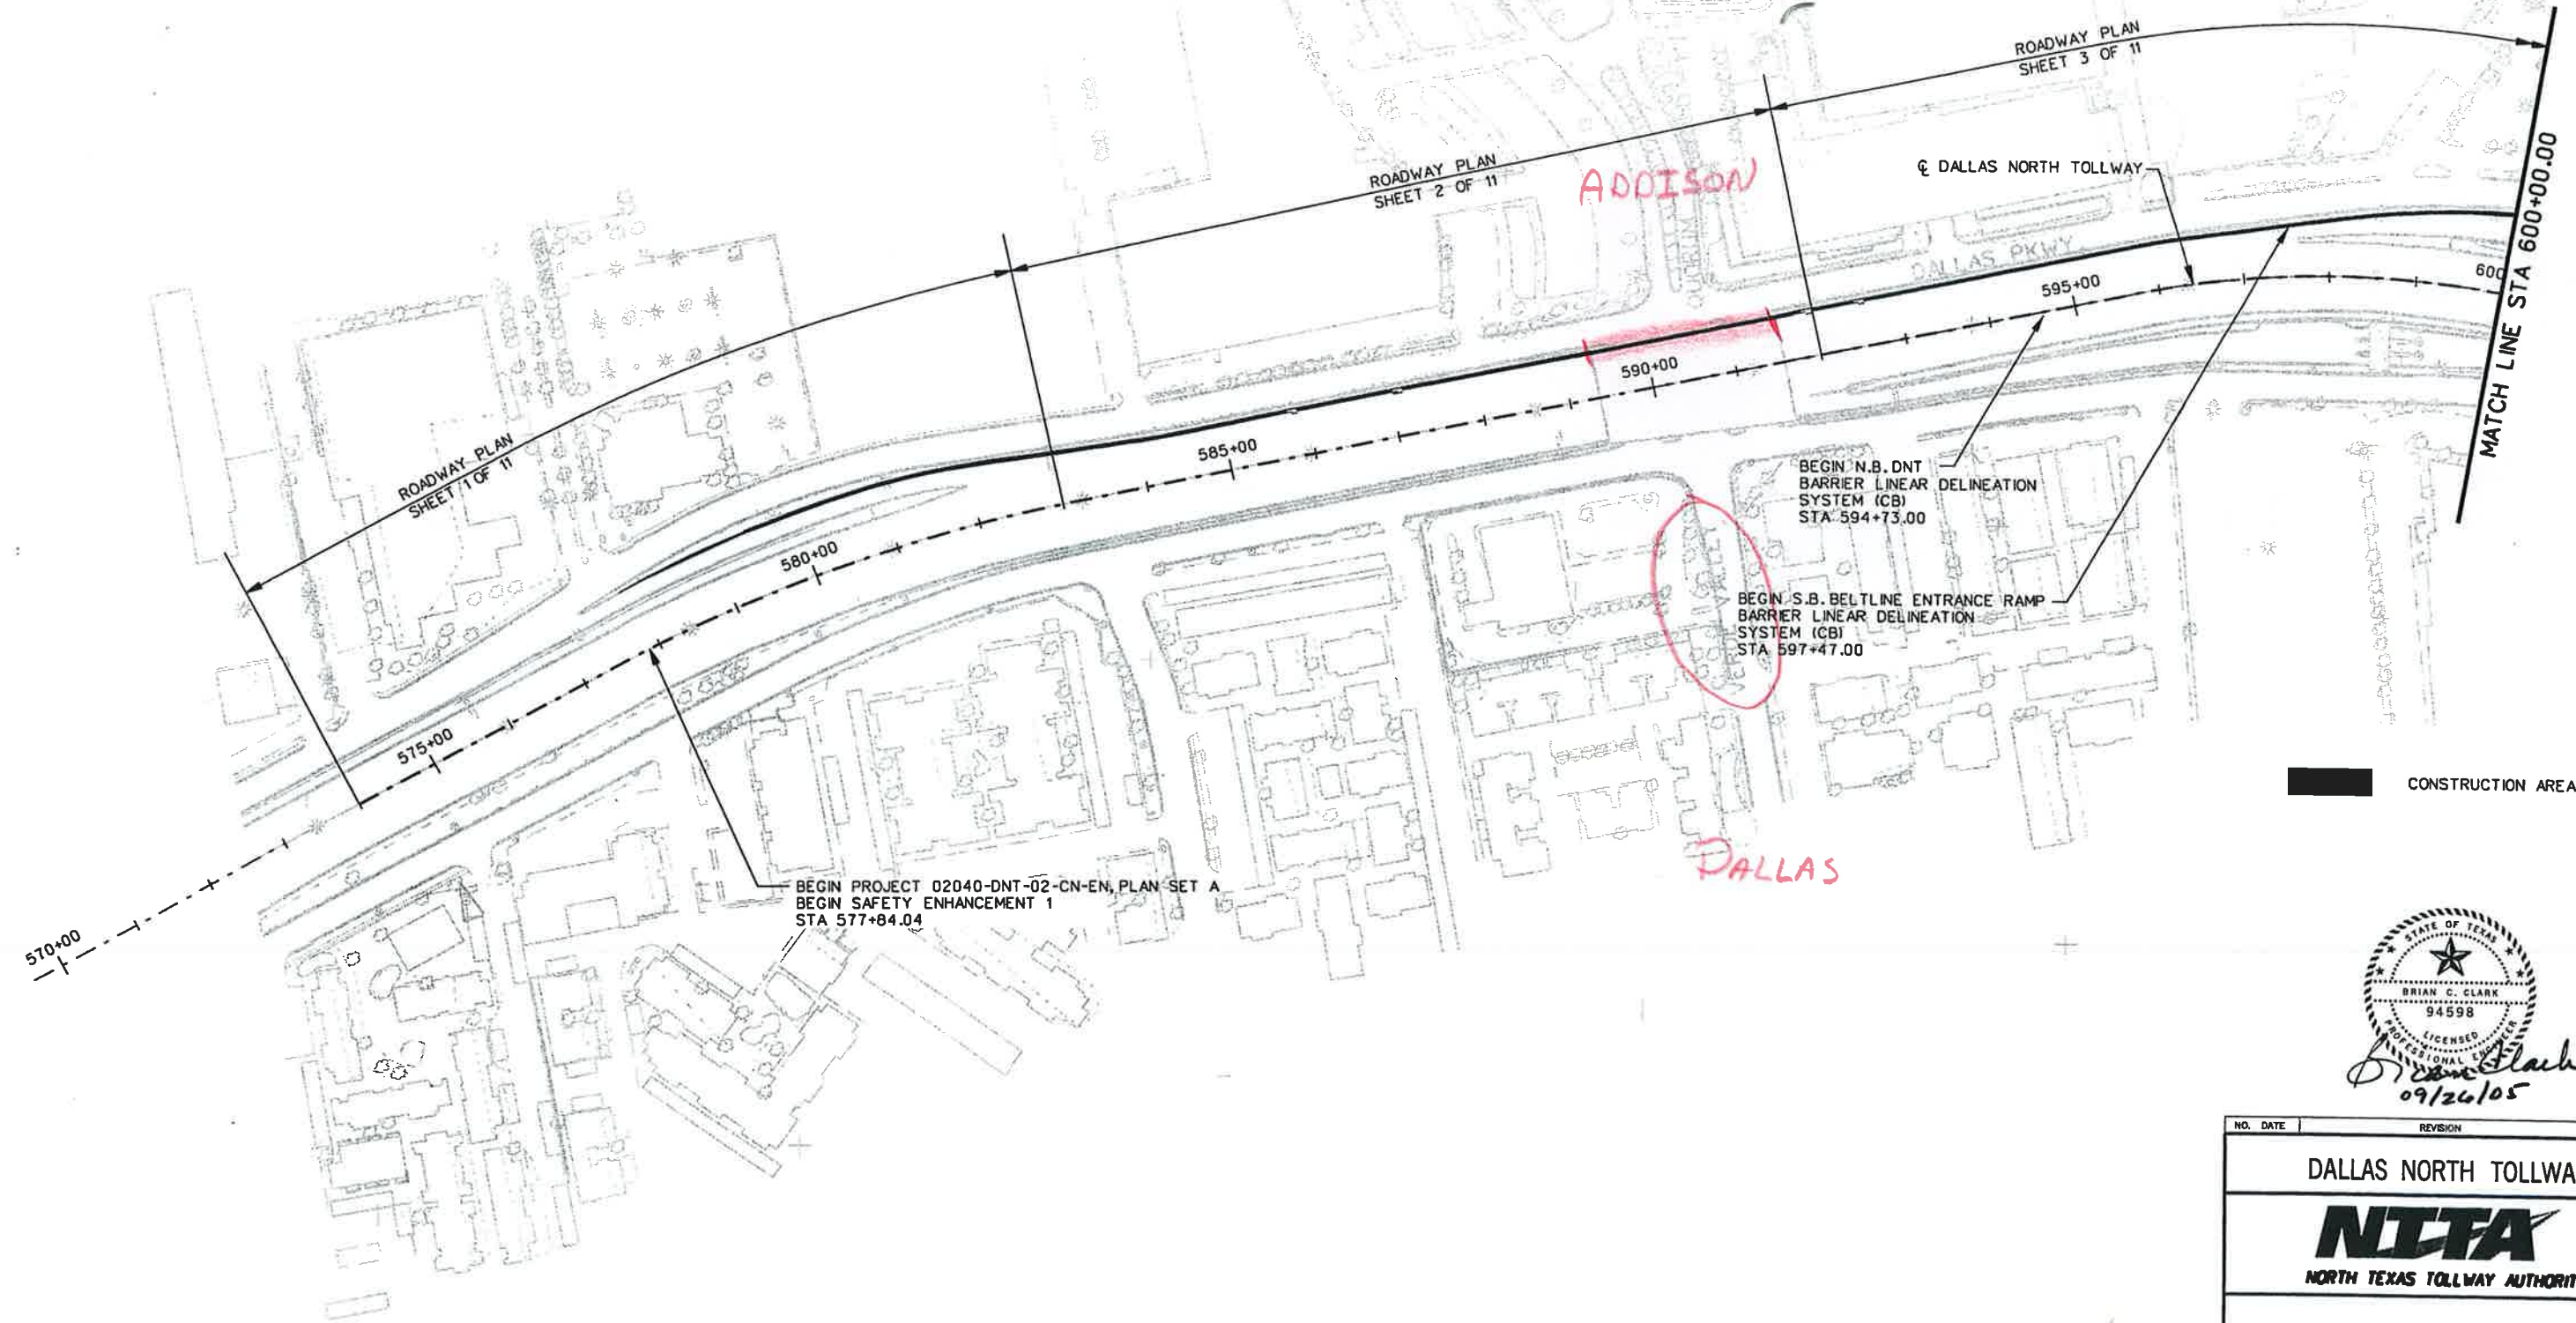 ROADWAY PLAN
SHEET 3 OF 11
ROADWAY PLAN
SHEET 2 OF 11
ADDISON
℄ DALLAS NORTH TOLLWAY
DALLAS PKWY
600
MATCH LINE STA 600+00.00
595+00
590+00
585+00
580+00
575+00
570+00
ROADWAY PLAN
SHEET 1 OF 11
BEGIN N.B. DNT
BARRIER LINEAR DELINEATION
SYSTEM (CB)
STA 594+73.00
BEGIN S.B. BELTLINE ENTRANCE RAMP
BARRIER LINEAR DELINEATION
SYSTEM (CB)
STA 597+47.00
CONSTRUCTION AREA
DALLAS
BEGIN PROJECT 02040-DNT-02-CN-EN, PLAN SET A
BEGIN SAFETY ENHANCEMENT 1
STA 577+84.04
STATE OF TEXAS
BRIAN C. CLARK
94598
LICENSED
PROFESSIONAL ENGINEER
Brian Clark
09/26/05
NO. DATE REVISION
DALLAS NORTH TOLLWA
NTTA
NORTH TEXAS TOLLWAY AUTHORIT